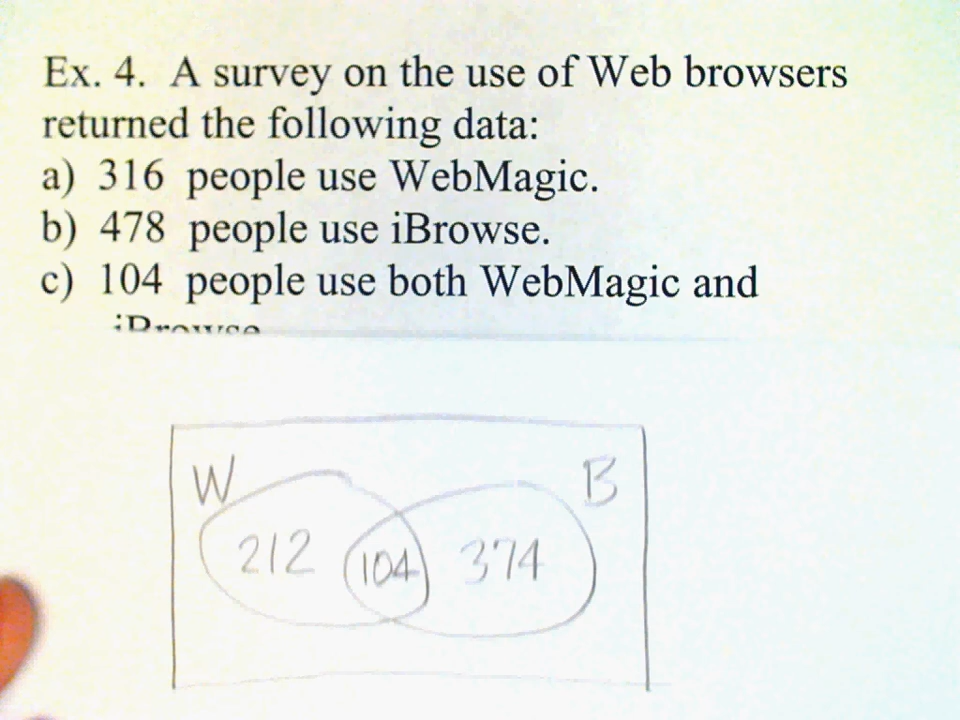 Ex. 4. A survey on the use of Web browsers
returned the following data:
a) 316 people use WebMagic.
b) 478 people use iBrowse.
c) 104 people use both WebMagic and
iBrowse
W B
212 104 374